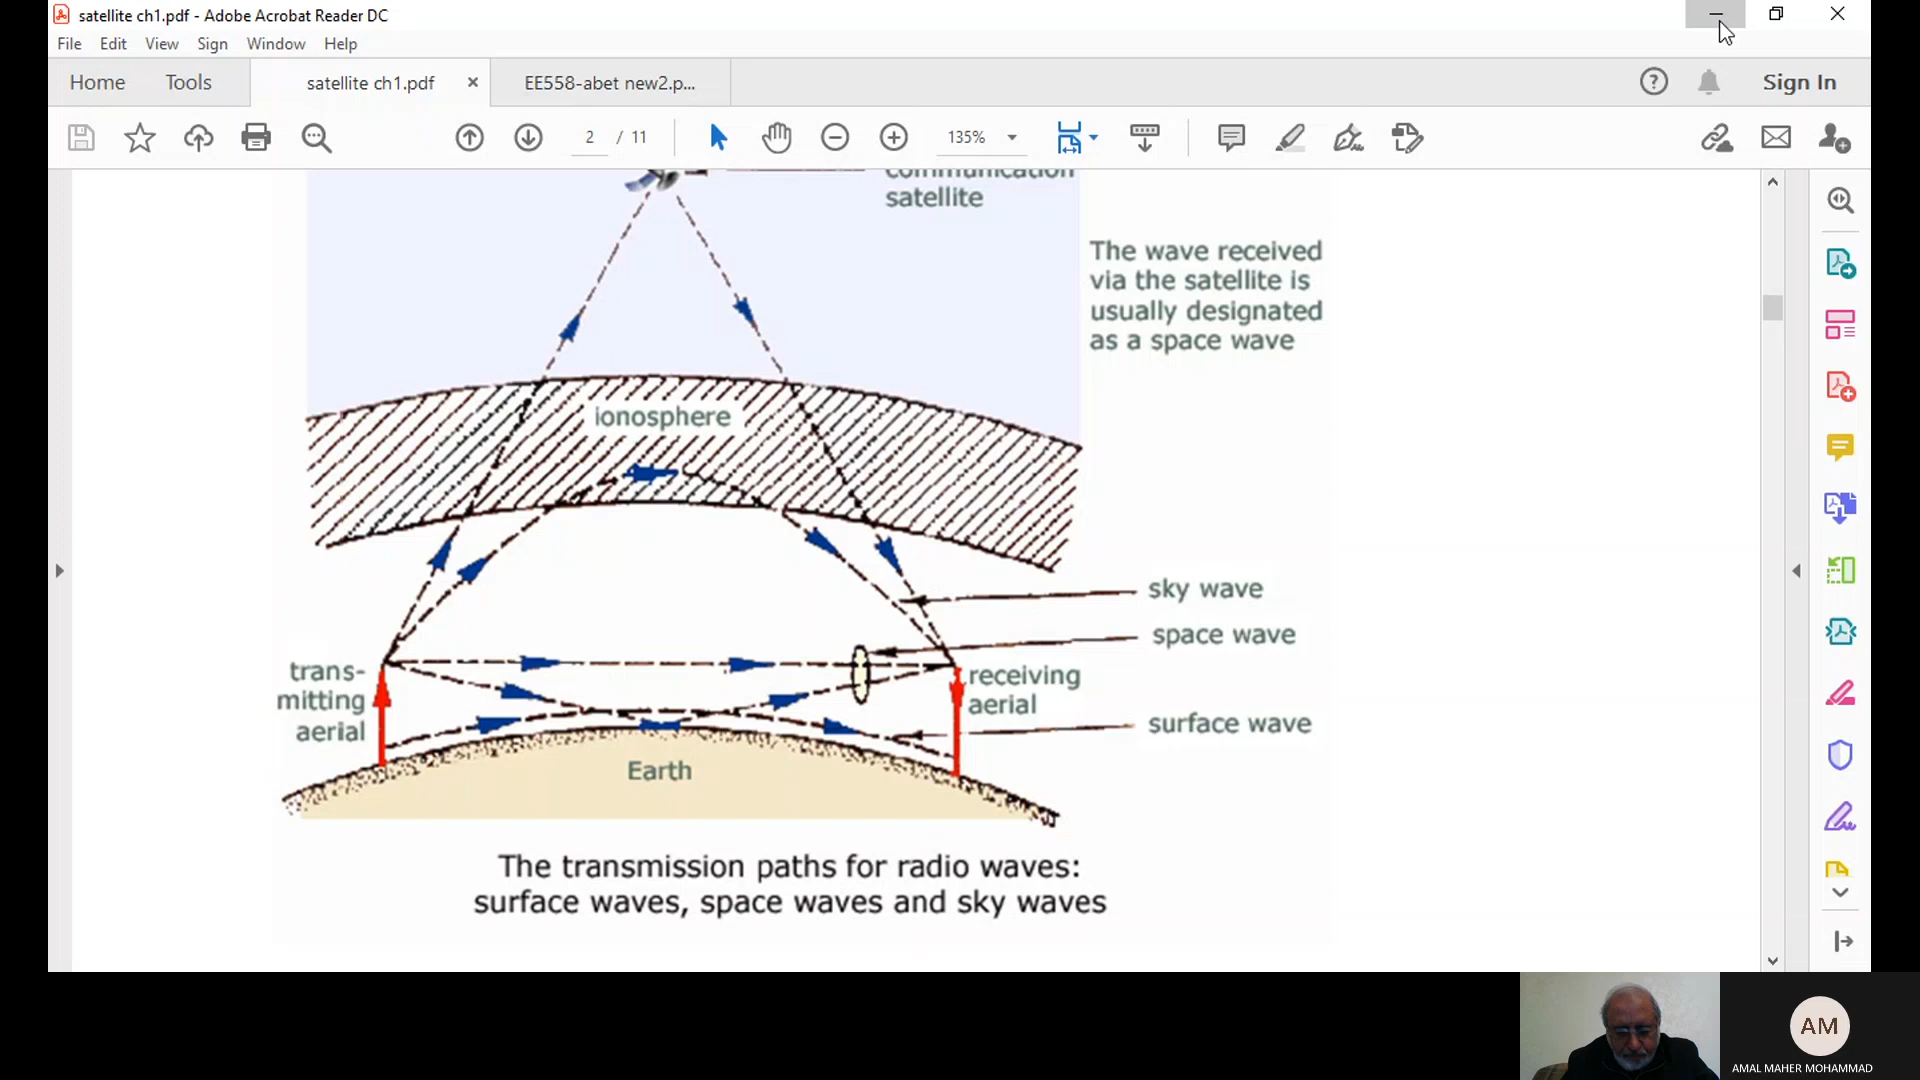 satellite ch1.pdf - Adobe Acrobat Reader DC
File Edit View Sign Window Help
Home Tools satellite ch1.pdf × EE558-abet new2.p... Sign In
2 / 11 135%
communication
satellite
The wave received
via the satellite is
usually designated
as a space wave
ionosphere
sky wave
space wave
trans-
mitting
aerial
receiving
aerial
surface wave
Earth
The transmission paths for radio waves:
surface waves, space waves and sky waves
AM
AMAL MAHER MOHAMMAD